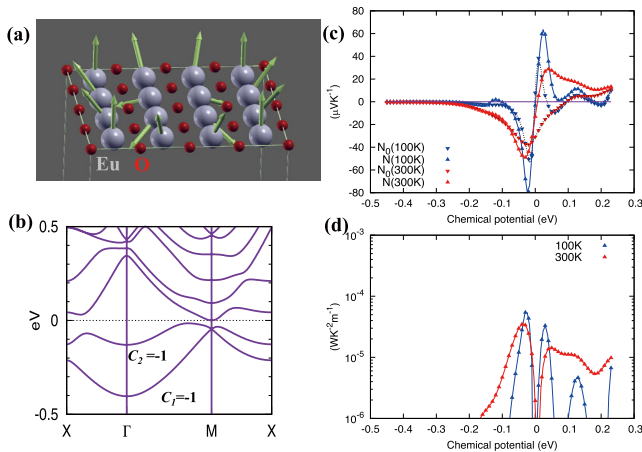 (a)
Eu
O
(b)
eV
0.5
0
-0.5
C₂=-1
C₁=-1
X
Γ
M
X
(c)
(μVK⁻¹)
80
60
40
20
0
-20
-40
-60
-80
N₀(100K)
N(100K)
N₀(300K)
N(300K)
-0.5 -0.4 -0.3 -0.2 -0.1 0 0.1 0.2 0.3
Chemical potential (eV)
(d)
(WK⁻²m⁻¹)
10⁻³
10⁻⁴
10⁻⁵
10⁻⁶
100K
300K
-0.5 -0.4 -0.3 -0.2 -0.1 0 0.1 0.2 0.3
Chemical potential (eV)